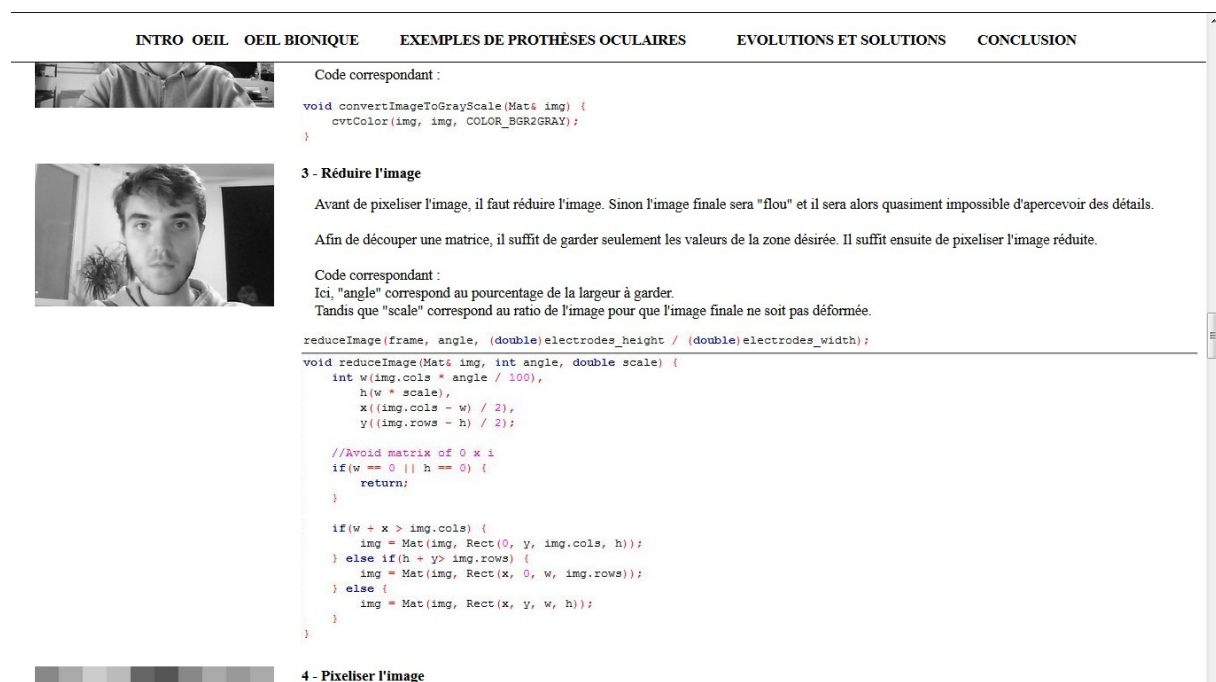 INTRO OEIL OEIL BIONIQUE EXEMPLES DE PROTHÈSES OCULAIRES EVOLUTIONS ET SOLUTIONS CONCLUSION
Code correspondant :
void convertImageToGrayScale(Mat& img) {
    cvtColor(img, img, COLOR_BGR2GRAY);
}
3 - Réduire l'image
Avant de pixeliser l'image, il faut réduire l'image. Sinon l'image finale sera "flou" et il sera alors quasiment impossible d'apercevoir des détails.
Afin de découper une matrice, il suffit de garder seulement les valeurs de la zone désirée. Il suffit ensuite de pixeliser l'image réduite.
Code correspondant :
Ici, "angle" correspond au pourcentage de la largeur à garder.
Tandis que "scale" correspond au ratio de l'image pour que l'image finale ne soit pas déformée.
reduceImage(frame, angle, (double)electrodes_height / (double)electrodes_width);
void reduceImage(Mat& img, int angle, double scale) {
    int w(img.cols * angle / 100),
        h(w * scale),
        x((img.cols - w) / 2),
        y((img.rows - h) / 2);
    //Avoid matrix of 0 x i
    if(w == 0 || h == 0) {
        return;
    }
    if(w + x > img.cols) {
        img = Mat(img, Rect(0, y, img.cols, h));
    } else if(h + y> img.rows) {
        img = Mat(img, Rect(x, 0, w, img.rows));
    } else {
        img = Mat(img, Rect(x, y, w, h));
    }
}
4 - Pixeliser l'image